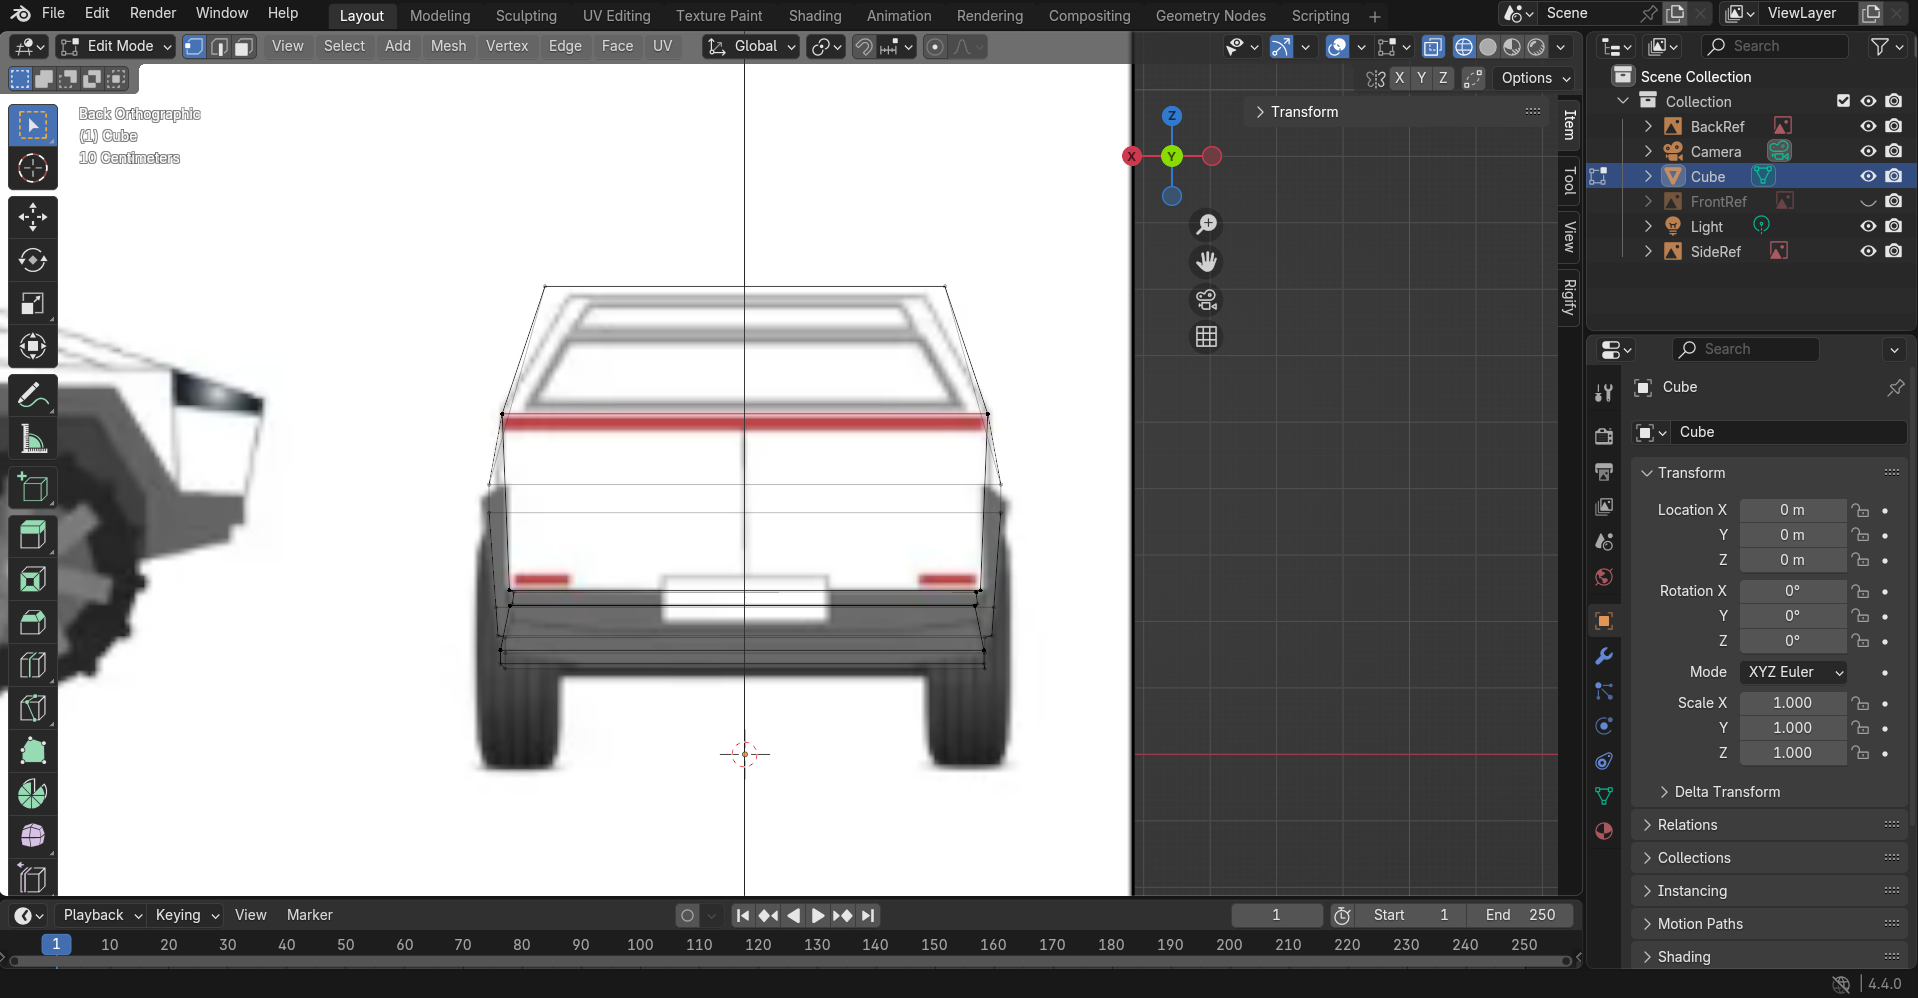 File Edit Render Window Help Layout Modeling Sculpting UV Editing Texture Paint Shading Animation Rendering Compositing Geometry Nodes Scripting + Scene ViewLayer
Edit Mode View Select Add Mesh Vertex Edge Face UV Global Search
X Y Z Options
Back Orthographic
(1) Cube
10 Centimeters
Z
X
Y
Transform
Item
Tool
View
Rigify
Scene Collection
Collection
BackRef
Camera
Cube
FrontRef
Light
SideRef
Search
Cube
Cube
Transform
Location X 0 m
Y 0 m
Z 0 m
Rotation X 0°
Y 0°
Z 0°
Mode XYZ Euler
Scale X 1.000
Y 1.000
Z 1.000
Delta Transform
Relations
Collections
Instancing
Motion Paths
Shading
Playback Keying View Marker 1 Start 1 End 250
1 10 20 30 40 50 60 70 80 90 100 110 120 130 140 150 160 170 180 190 200 210 220 230 240 250
4.4.0